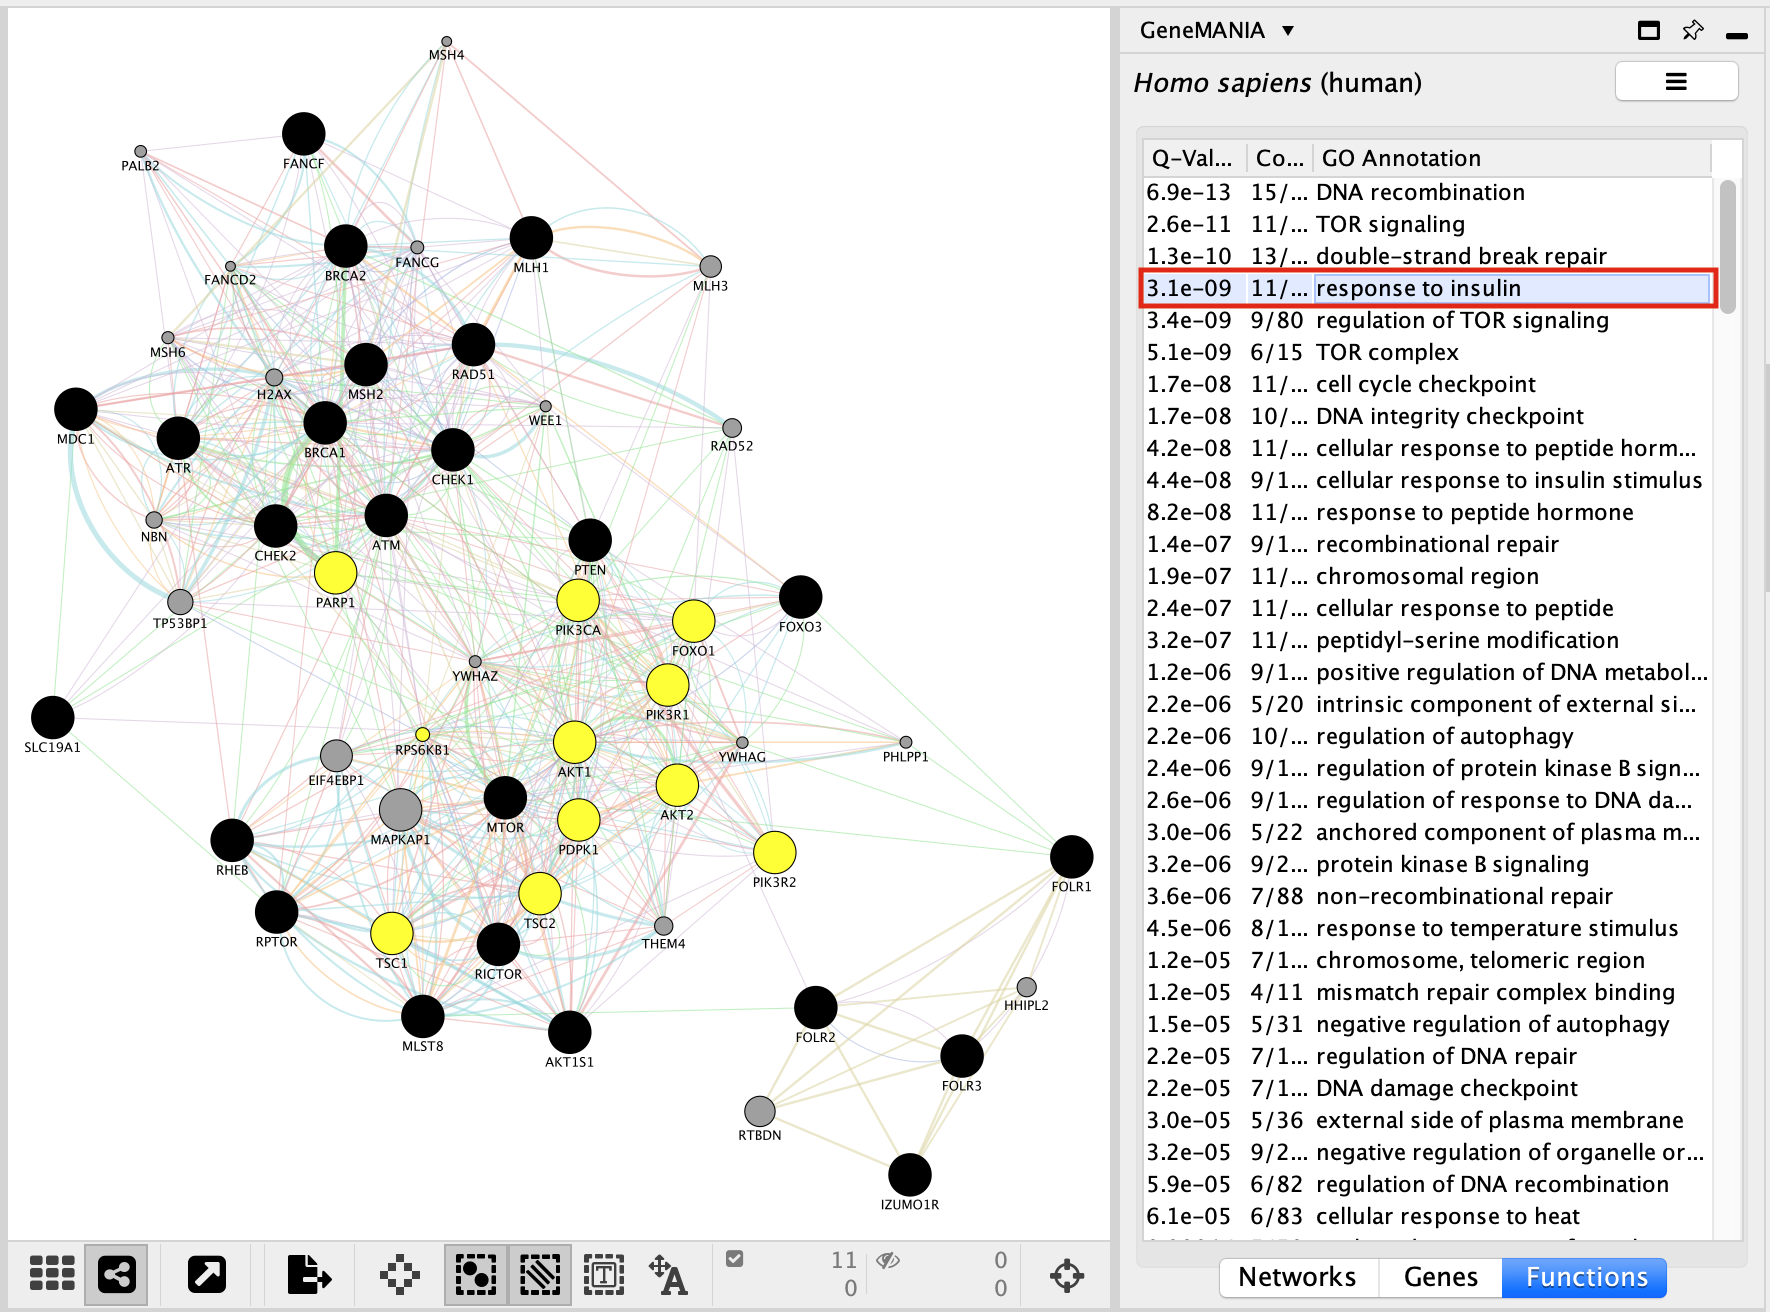 MSH4
FANCF
PALB2
BRCA2
FANCG
MLH1
FANCD2
MLH3
MSH6
RAD51
H2AX
MSH2
WEE1
MDC1
RAD52
ATR
BRCA1
CHEK1
NBN
CHEK2
ATM
PTEN
PARP1
TP53BP1
PIK3CA
FOXO1
FOXO3
YWHAZ
PIK3R1
SLC19A1
RPS6KB1
EIF4EBP1
AKT1
YWHAG
PHLPP1
MAPKAP1
MTOR
AKT2
PDPK1
RHEB
PIK3R2
FOLR1
RPTOR
TSC1
TSC2
RICTOR
THEM4
MLST8
AKT1S1
FOLR2
HHIPL2
FOLR3
RTBDN
IZUMO1R
11
0
0
0
GeneMANIA
Homo sapiens (human)
Q-Val... Co... GO Annotation
6.9e-13 15/... DNA recombination
2.6e-11 11/... TOR signaling
1.3e-10 13/... double-strand break repair
3.1e-09 11/... response to insulin
3.4e-09 9/80 regulation of TOR signaling
5.1e-09 6/15 TOR complex
1.7e-08 11/... cell cycle checkpoint
1.7e-08 10/... DNA integrity checkpoint
4.2e-08 11/... cellular response to peptide horm...
4.4e-08 9/1... cellular response to insulin stimulus
8.2e-08 11/... response to peptide hormone
1.4e-07 9/1... recombinational repair
1.9e-07 11/... chromosomal region
2.4e-07 11/... cellular response to peptide
3.2e-07 11/... peptidyl-serine modification
1.2e-06 9/1... positive regulation of DNA metabol...
2.2e-06 5/20 intrinsic component of external si...
2.2e-06 10/... regulation of autophagy
2.4e-06 9/1... regulation of protein kinase B sign...
2.6e-06 9/1... regulation of response to DNA da...
3.0e-06 5/22 anchored component of plasma m...
3.2e-06 9/2... protein kinase B signaling
3.6e-06 7/88 non-recombinational repair
4.5e-06 8/1... response to temperature stimulus
1.2e-05 7/1... chromosome, telomeric region
1.2e-05 4/11 mismatch repair complex binding
1.5e-05 5/31 negative regulation of autophagy
2.2e-05 7/1... regulation of DNA repair
2.2e-05 7/1... DNA damage checkpoint
3.0e-05 5/36 external side of plasma membrane
3.2e-05 9/2... negative regulation of organelle or...
5.9e-05 6/82 regulation of DNA recombination
6.1e-05 6/83 cellular response to heat
Networks Genes Functions